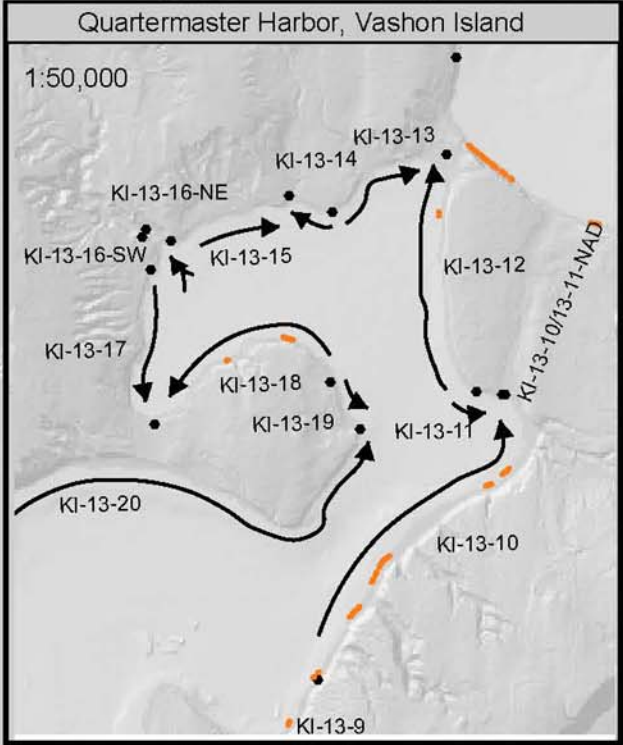 Quartermaster Harbor, Vashon Island
1:50,000
KI-13-13
KI-13-14
KI-13-16-NE
KI-13-16-SW
KI-13-15
KI-13-12
KI-13-10/13-11-NAD
KI-13-17
KI-13-18
KI-13-19
KI-13-11
KI-13-20
KI-13-10
KI-13-9